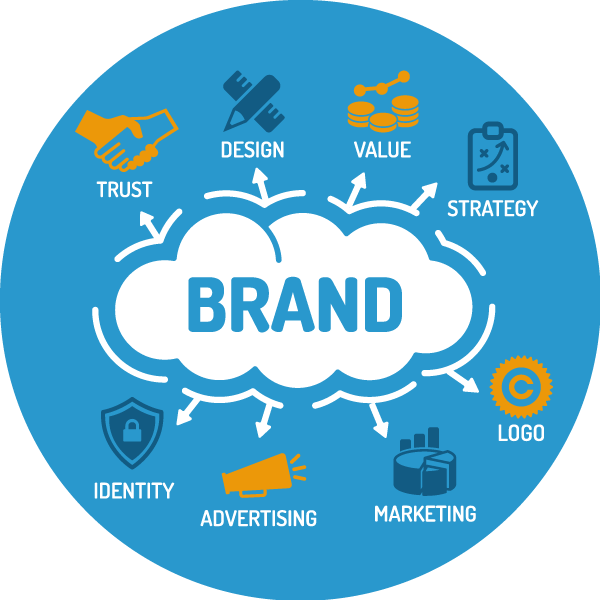 DESIGN
VALUE
TRUST
STRATEGY
BRAND
C
LOGO
IDENTITY
ADVERTISING
MARKETING